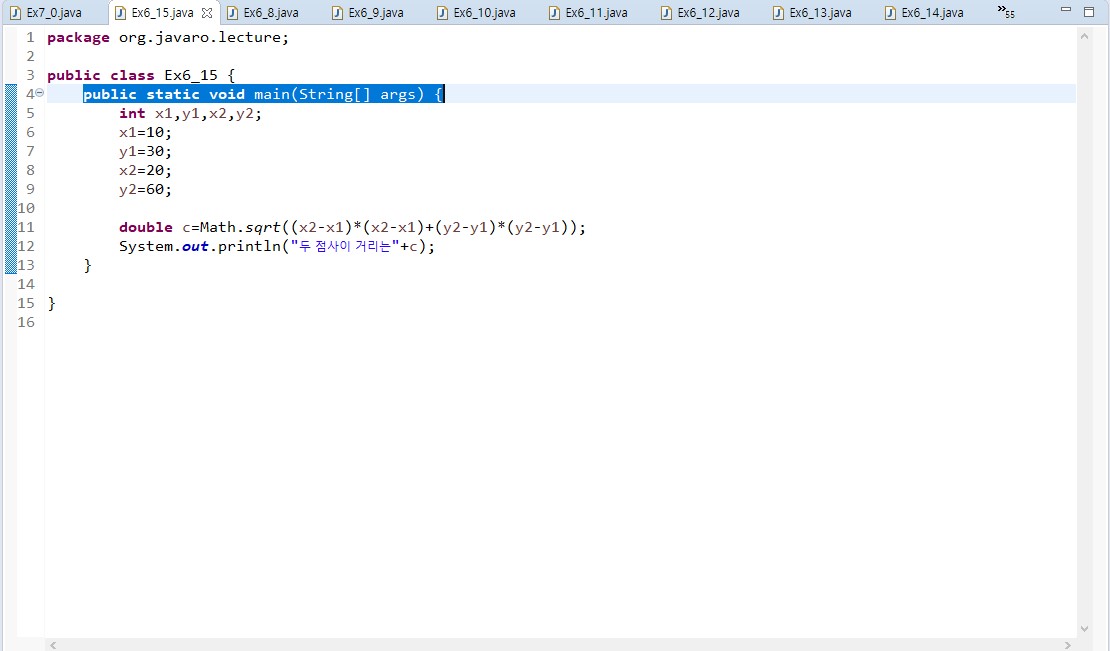 Ex7_0.java Ex6_15.java Ex6_8.java Ex6_9.java Ex6_10.java Ex6_11.java Ex6_12.java Ex6_13.java Ex6_14.java »55
1 package org.javaro.lecture;
2
3 public class Ex6_15 {
4 public static void main(String[] args) {
5 int x1,y1,x2,y2;
6 x1=10;
7 y1=30;
8 x2=20;
9 y2=60;
10
11 double c=Math.sqrt((x2-x1)*(x2-x1)+(y2-y1)*(y2-y1));
12 System.out.println("두 점사이 거리는"+c);
13 }
14
15 }
16